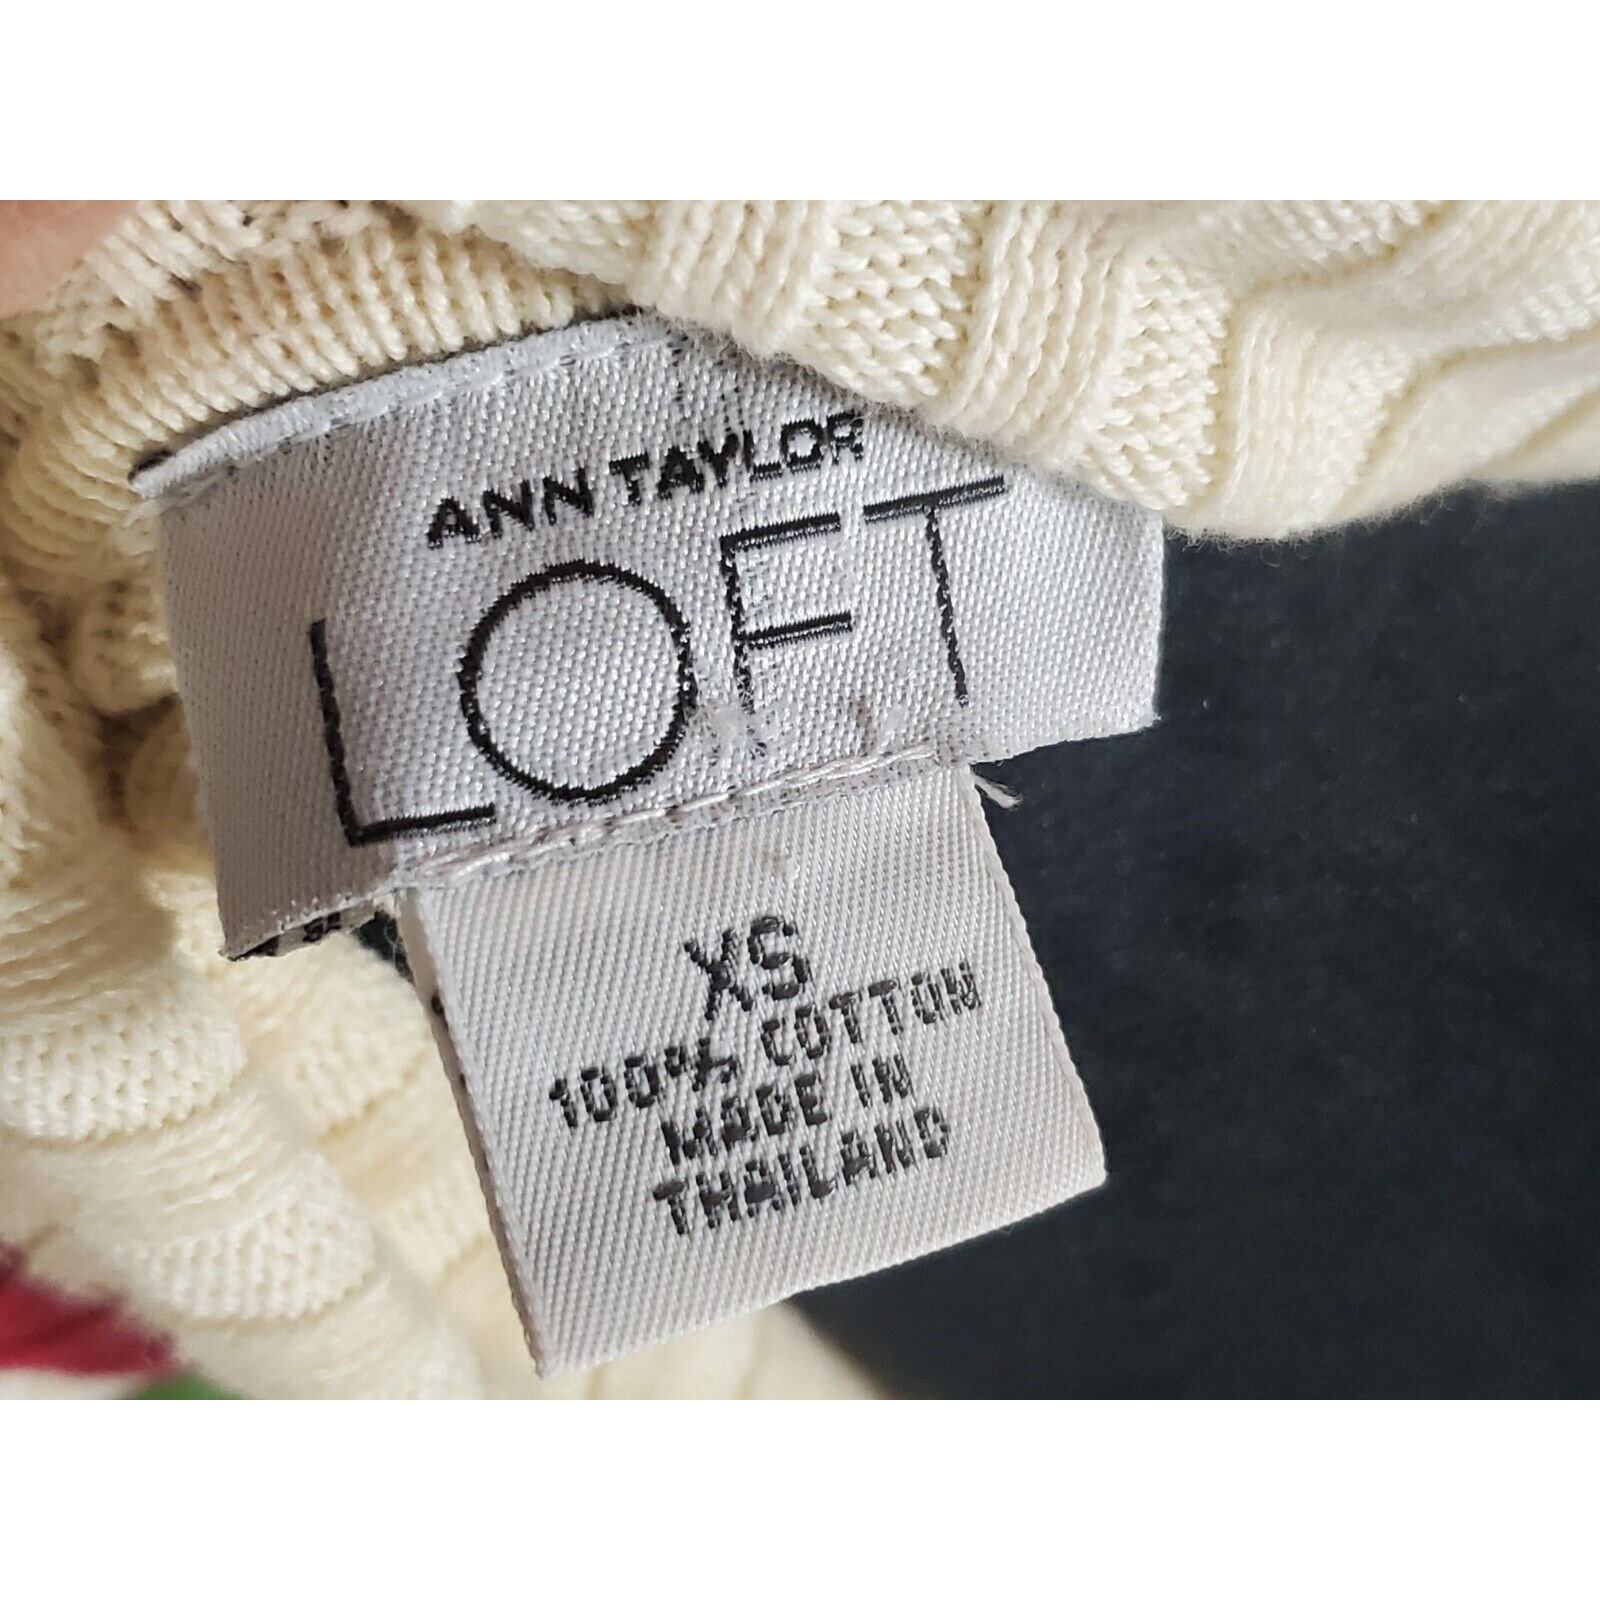 ANN TAYLOR
LOFT
XS
100% COTTON
MADE IN
THAILAND